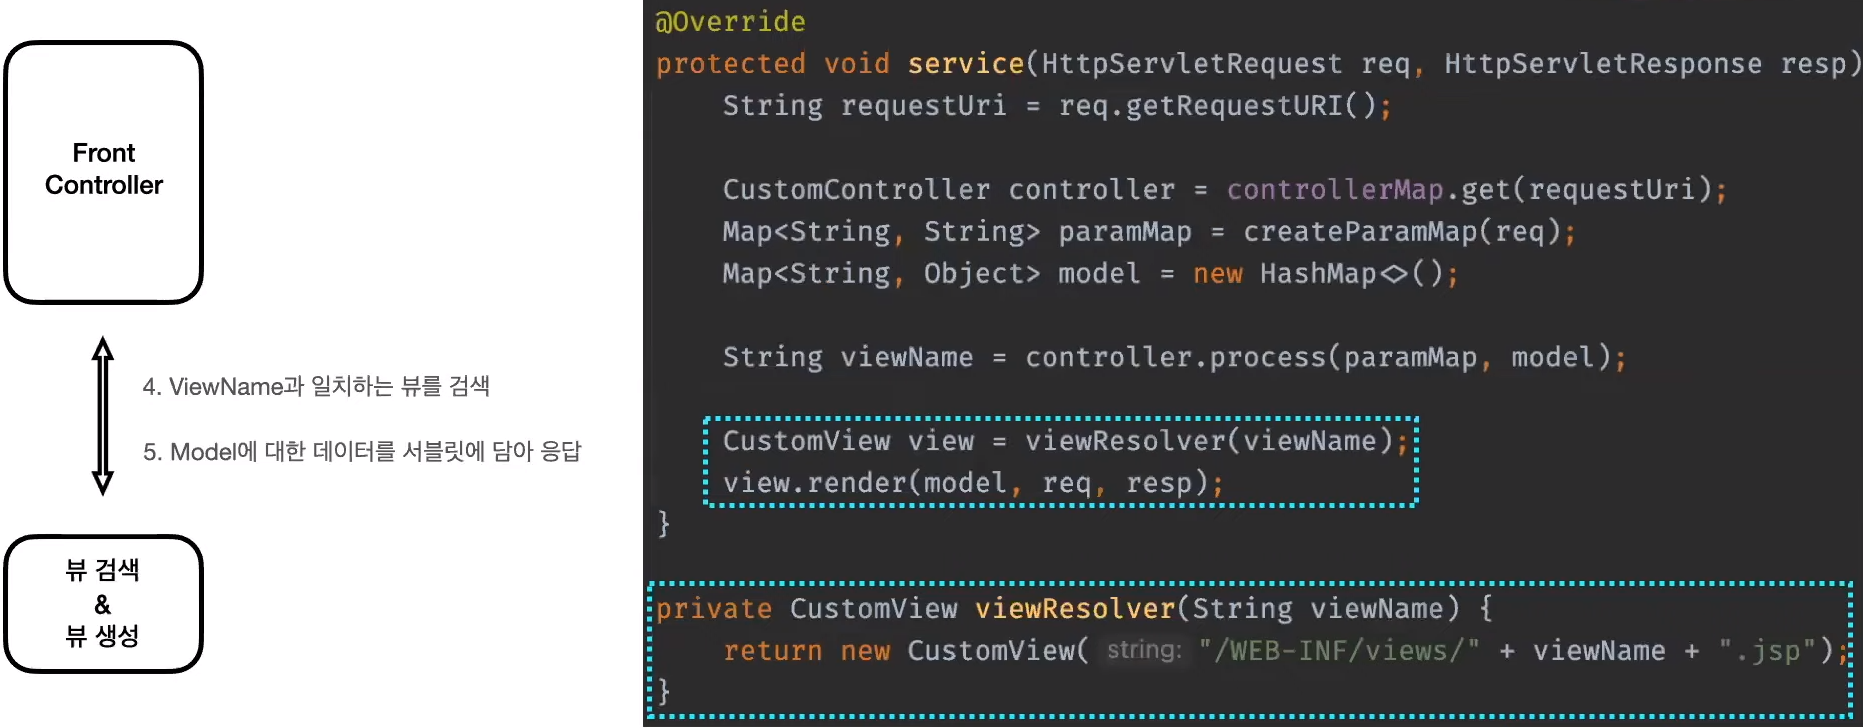 Front
Controller
4. ViewName과 일치하는 뷰를 검색
5. Model에 대한 데이터를 서블릿에 담아 응답
뷰 검색
&
뷰 생성
@Override
protected void service(HttpServletRequest req, HttpServletResponse resp)
String requestUri = req.getRequestURI();
CustomController controller = controllerMap.get(requestUri);
Map<String, String> paramMap = createParamMap(req);
Map<String, Object> model = new HashMap<>();
String viewName = controller.process(paramMap, model);
CustomView view = viewResolver(viewName);
view.render(model, req, resp);
}
private CustomView viewResolver(String viewName) {
return new CustomView( string: "/WEB-INF/views/" + viewName + ".jsp");
}